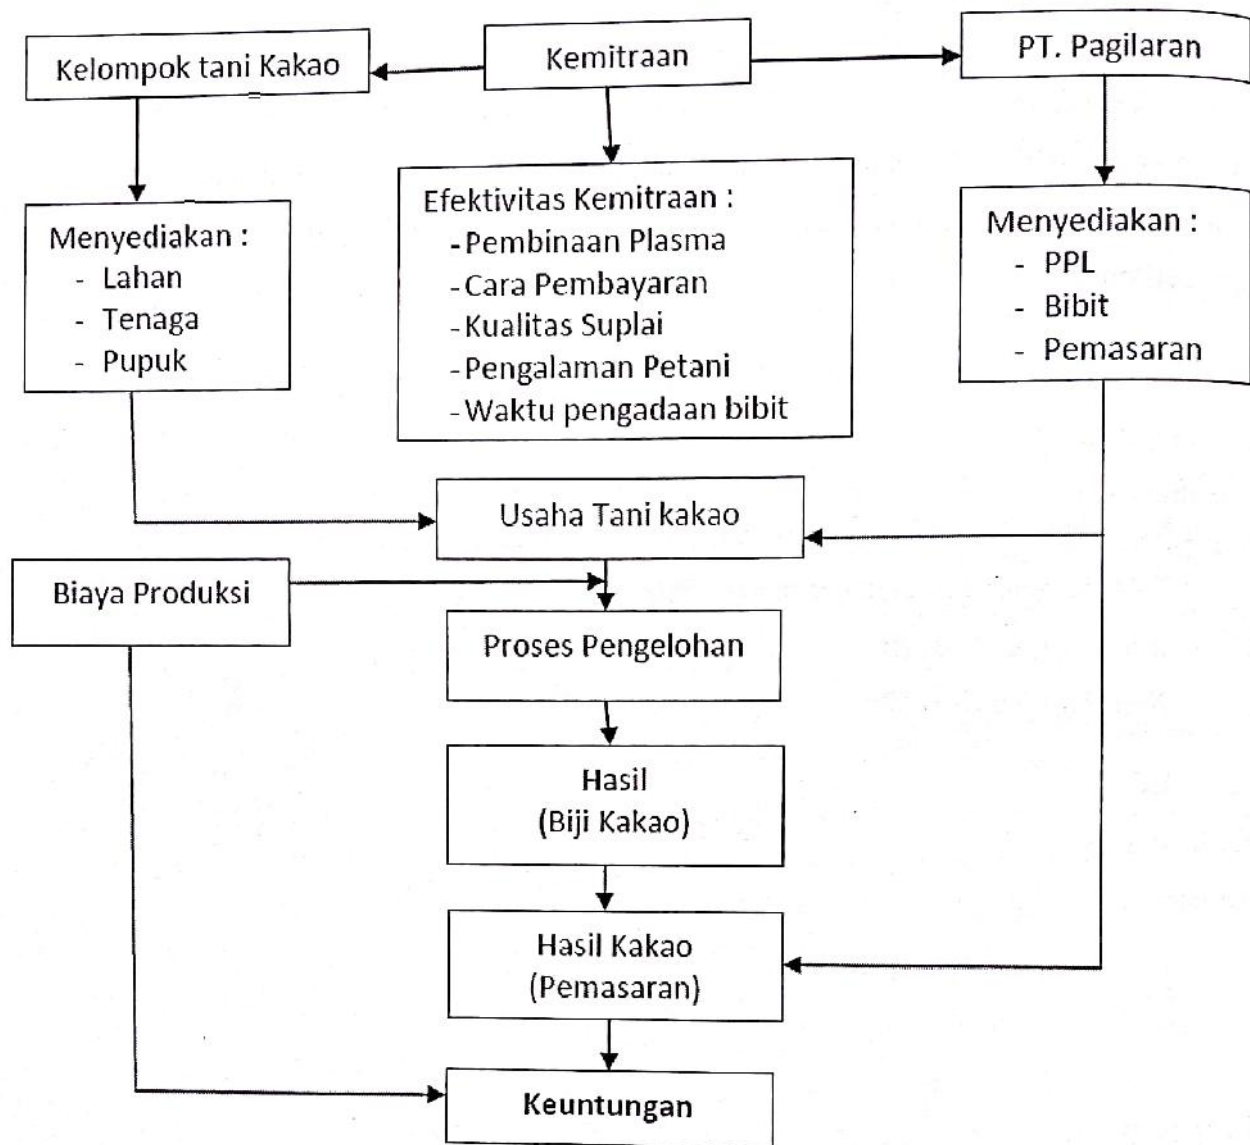 Kelompok tani Kakao
Kemitraan
PT. Pagilaran
Menyediakan :
- Lahan
- Tenaga
- Pupuk
Efektivitas Kemitraan :
-Pembinaan Plasma
-Cara Pembayaran
-Kualitas Suplai
-Pengalaman Petani
-Waktu pengadaan bibit
Menyediakan :
- PPL
- Bibit
- Pemasaran
Usaha Tani kakao
Biaya Produksi
Proses Pengelohan
Hasil
(Biji Kakao)
Hasil Kakao
(Pemasaran)
Keuntungan